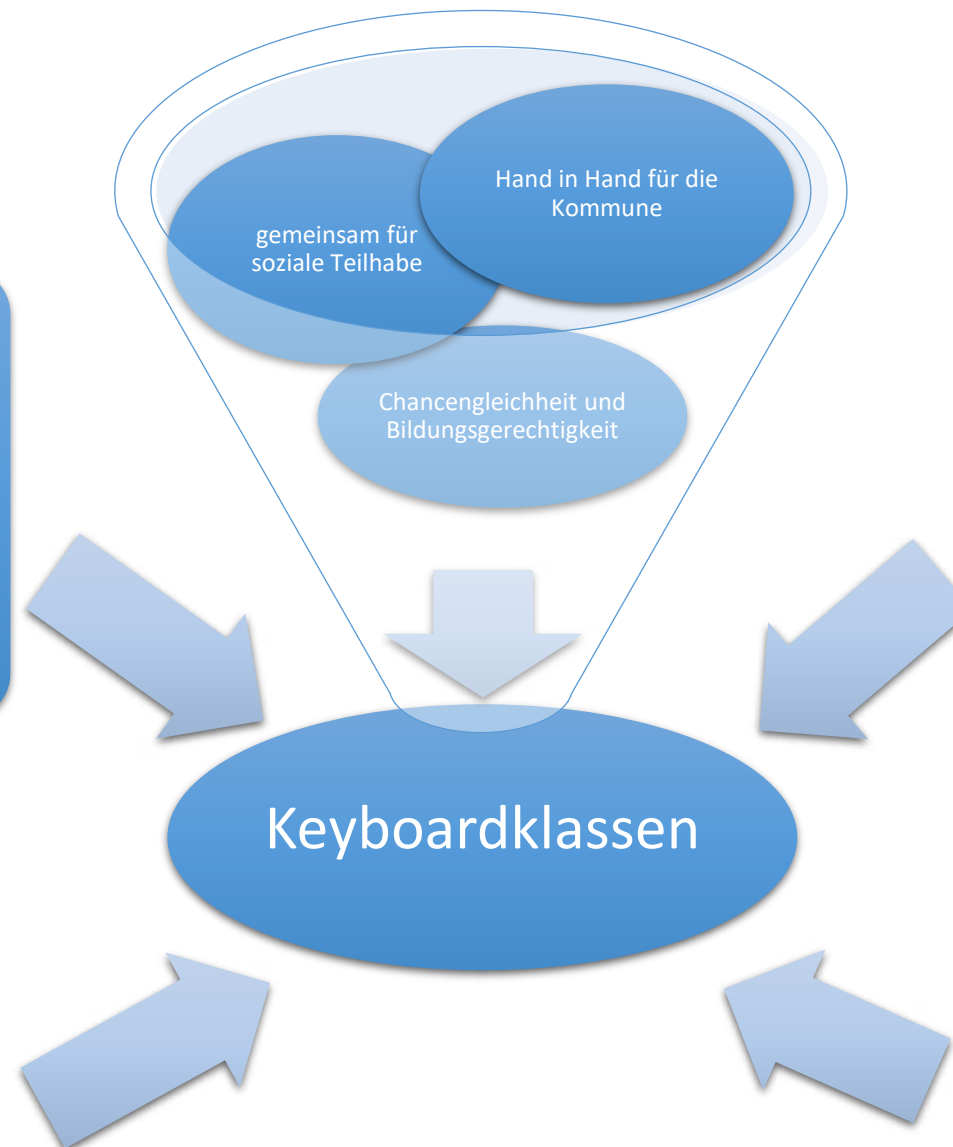 Hand in Hand für die
Kommune
gemeinsam für
soziale Teilhabe
Chancengleichheit und
Bildungsgerechtigkeit
Keyboardklassen